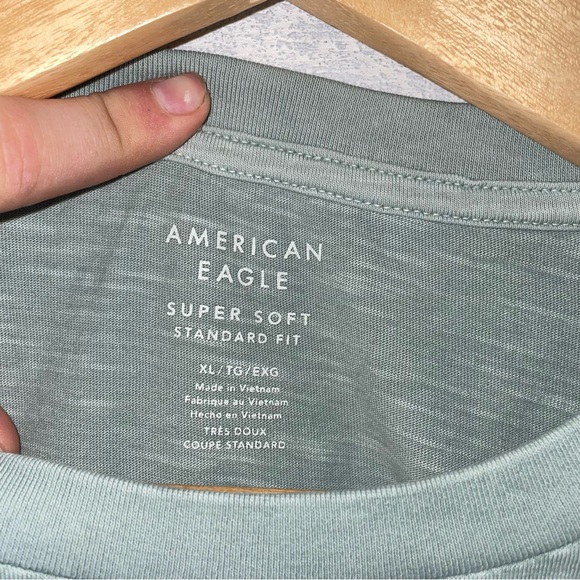 AMERICAN
EAGLE
SUPER SOFT
STANDARD FIT
XL/TG/EXG
Made in Vietnam
Fabriqué au Vietnam
Hecho en Vietnam
TRÈS DOUX
COUPE STANDARD